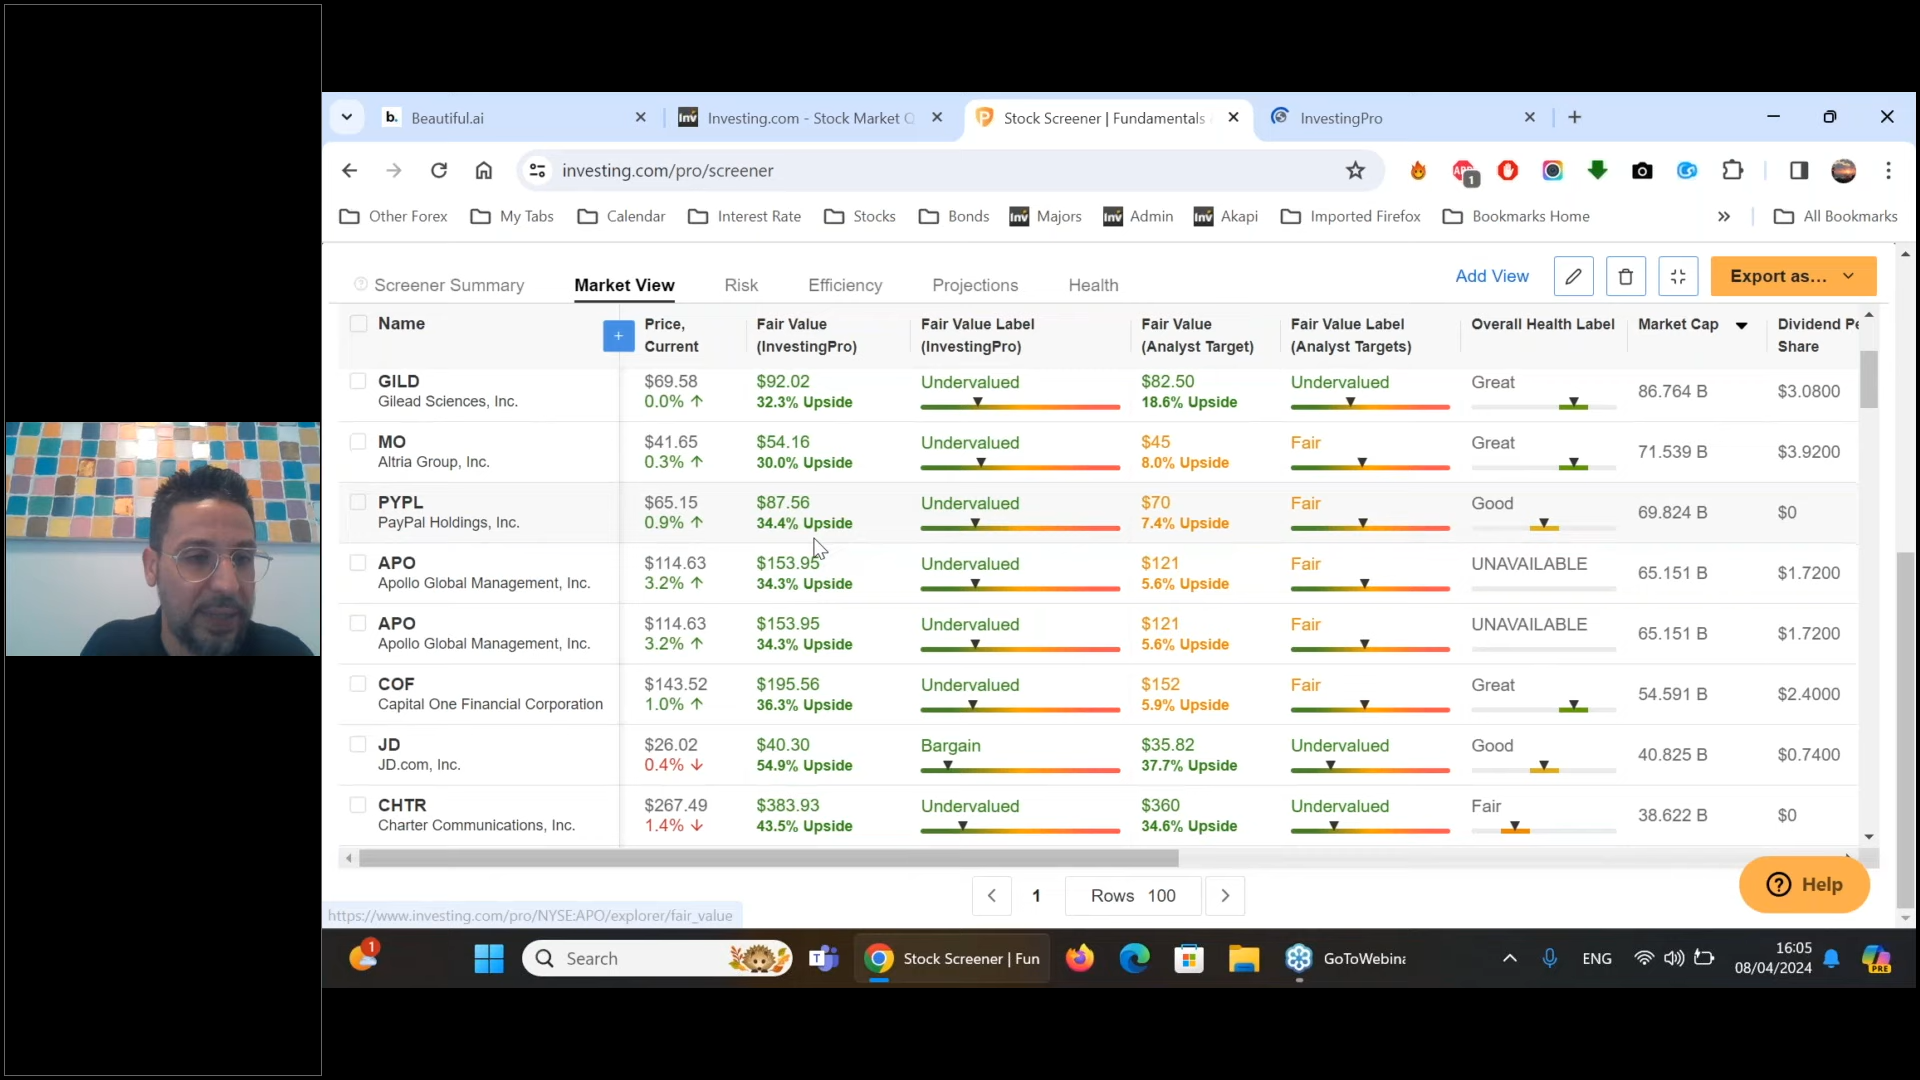 b. Beautiful.ai
Inv Investing.com - Stock Market Q
Stock Screener | Fundamentals
InvestingPro
investing.com/pro/screener
1
Other Forex
My Tabs
Calendar
Interest Rate
Stocks
Bonds
Inv Majors
Inv Admin
Inv Akapi
Imported Firefox
Bookmarks Home
All Bookmarks
Screener Summary
Market View
Risk
Efficiency
Projections
Health
Add View
Export as...
Name
Price,
Current
Fair Value
(InvestingPro)
Fair Value Label
(InvestingPro)
Fair Value
(Analyst Target)
Fair Value Label
(Analyst Targets)
Overall Health Label
Market Cap
Dividend Pe
Share
GILD $69.58 $92.02 Undervalued $82.50 Undervalued Great 86.764 B $3.0800
Gilead Sciences, Inc. 0.0% ↑ 32.3% Upside 18.6% Upside
MO $41.65 $54.16 Undervalued $45 Fair Great 71.539 B $3.9200
Altria Group, Inc. 0.3% ↑ 30.0% Upside 8.0% Upside
PYPL $65.15 $87.56 Undervalued $70 Fair Good 69.824 B $0
PayPal Holdings, Inc. 0.9% ↑ 34.4% Upside 7.4% Upside
APO $114.63 $153.95 Undervalued $121 Fair UNAVAILABLE 65.151 B $1.7200
Apollo Global Management, Inc. 3.2% ↑ 34.3% Upside 5.6% Upside
APO $114.63 $153.95 Undervalued $121 Fair UNAVAILABLE 65.151 B $1.7200
Apollo Global Management, Inc. 3.2% ↑ 34.3% Upside 5.6% Upside
COF $143.52 $195.56 Undervalued $152 Fair Great 54.591 B $2.4000
Capital One Financial Corporation 1.0% ↑ 36.3% Upside 5.9% Upside
JD $26.02 $40.30 Bargain $35.82 Undervalued Good 40.825 B $0.7400
JD.com, Inc. 0.4% ↓ 54.9% Upside 37.7% Upside
CHTR $267.49 $383.93 Undervalued $360 Undervalued Fair 38.622 B $0
Charter Communications, Inc. 1.4% ↓ 43.5% Upside 34.6% Upside
1
Rows 100
Help
https://www.investing.com/pro/NYSE:APO/explorer/fair_value
1
Search
Stock Screener | Fun
GoToWebina
ENG
16:05
08/04/2024
PRE